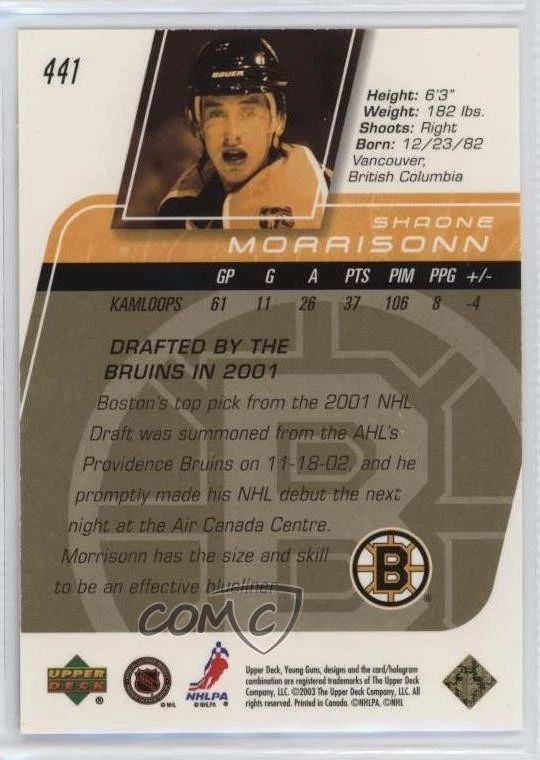 441
BAUER
Height: 6'3"
Weight: 182 lbs.
Shoots: Right
Born: 12/23/82
Vancouver,
British Columbia
SHAONE
MORRISONN
GP G A PTS PIM PPG +/-
KAMLOOPS 61 11 26 37 106 8 -4
DRAFTED BY THE
BRUINS IN 2001
Boston's top pick from the 2001 NHL
Draft was summoned from the AHL's
Providence Bruins on 11-18-02, and he
promptly made his NHL debut the next
night at the Air Canada Centre.
Morrisonn has the size and skill
to be an effective blueliner.
B
®
COMC
UPPER
DECK
®
© NHL
NHLPA
© NHLPA ®
Upper Deck, Young Guns, designs and the card/hologram
combination are registered trademarks of The Upper Deck
Company, LLC. ©2003 The Upper Deck Company, LLC. All
rights reserved. Printed in Canada. ©NHLPA. ©NHL